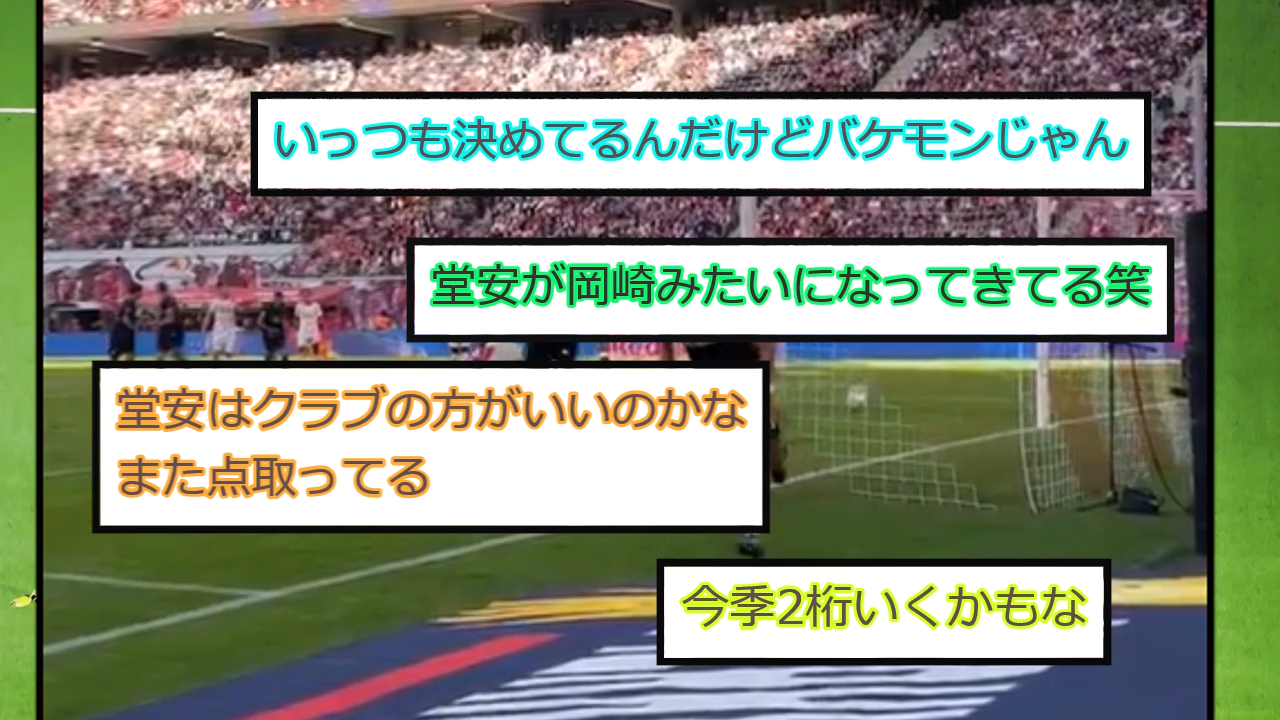 いっつも決めてるんだけどバケモンじゃん
堂安が岡崎みたいになってきてる笑
堂安はクラブの方がいいのかな
また点取ってる
今季2桁いくかもな